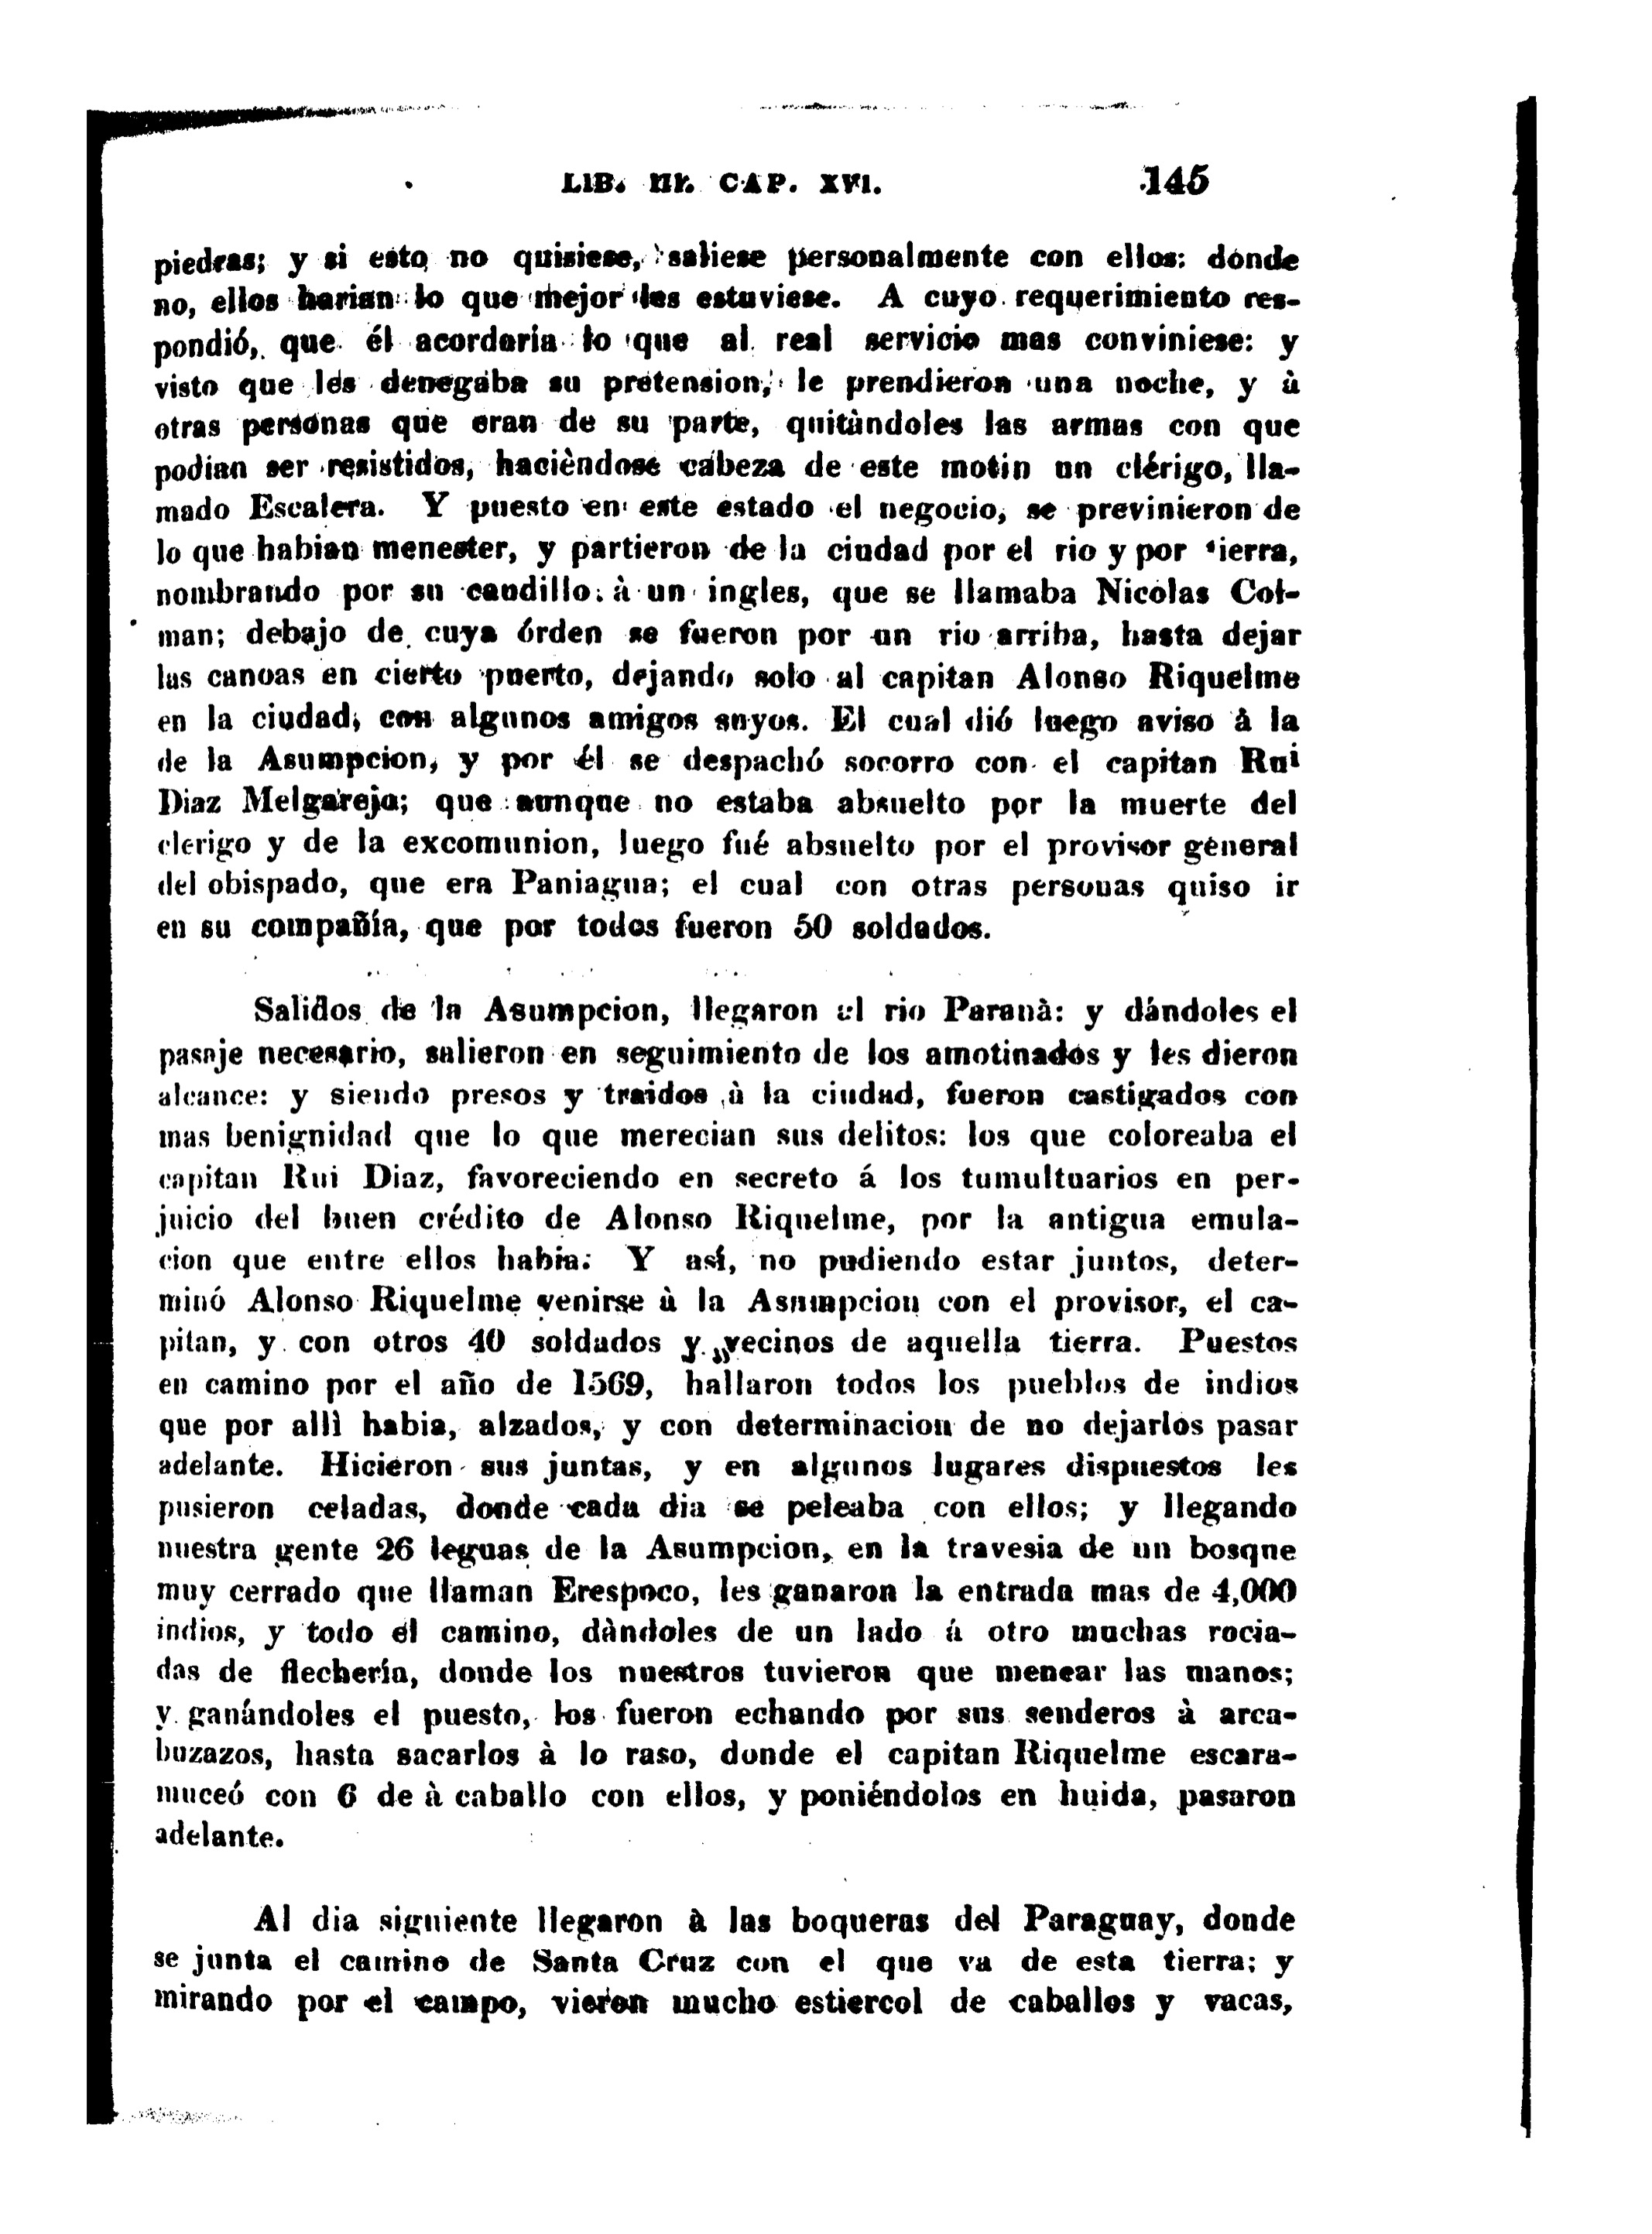 LIB. III. CAP. XVI. 145
piedras; y si esto no quisiese, saliese personalmente con ellos: donde
no, ellos harian lo que mejor les estuviese. A cuyo requerimiento res-
pondió, que él acordaria lo que al real servicio mas conviniese: y
visto que les denegaba su pretension, le prendieron una noche, y à
otras personas que eran de su parte, quitàndoles las armas con que
podian ser resistidos, hacièndose cabeza de este motin un clérigo, lla-
mado Escalera. Y puesto en este estado el negocio, se previnieron de
lo que habian menester, y partieron de la ciudad por el rio y por tierra,
nombrando por su caudillo à un ingles, que se llamaba Nicolas Col-
man; debajo de cuya órden se fueron por un rio arriba, hasta dejar
las canoas en cierto puerto, dejando solo al capitan Alonso Riquelme
en la ciudad, con algunos amigos suyos. El cual dió luego aviso à la
de la Asumpcion, y por él se despachó socorro con el capitan Rui
Diaz Melgarejo; que aunque no estaba absuelto por la muerte del
clerigo y de la excomunion, luego fué absuelto por el provisor general
del obispado, que era Paniagua; el cual con otras personas quiso ir
en su compañía, que por todos fueron 50 soldados.
Salidos de la Asumpcion, llegaron al rio Paranà: y dándoles el
pasaje necesario, salieron en seguimiento de los amotinados y les dieron
alcance: y siendo presos y traidos à la ciudad, fueron castigados con
mas benignidad que lo que merecian sus delitos: los que coloreaba el
capitan Rui Diaz, favoreciendo en secreto á los tumultuarios en per-
juicio del buen crédito de Alonso Riquelme, por la antigua emula-
cion que entre ellos habia. Y así, no pudiendo estar juntos, deter-
minó Alonso Riquelme venirse à la Asumpcion con el provisor, el ca-
pitan, y con otros 40 soldados y vecinos de aquella tierra. Puestos
en camino por el año de 1569, hallaron todos los pueblos de indios
que por allì habia, alzados, y con determinacion de no dejarlos pasar
adelante. Hicieron sus juntas, y en algunos lugares dispuestos les
pusieron celadas, donde cada dia se peleaba con ellos; y llegando
nuestra gente 26 leguas de la Asumpcion, en la travesia de un bosque
muy cerrado que llaman Erespoco, les ganaron la entrada mas de 4,000
indios, y todo el camino, dàndoles de un lado á otro muchas rocia-
das de flechería, donde los nuestros tuvieron que menear las manos;
y ganándoles el puesto, los fueron echando por sus senderos à arca-
buzazos, hasta sacarlos à lo raso, donde el capitan Riquelme escara-
muceó con 6 de à caballo con ellos, y poniéndolos en huida, pasaron
adelante.
Al dia siguiente llegaron à las boqueras del Paraguay, donde
se junta el camino de Santa Cruz con el que va de esta tierra; y
mirando por el campo, vieron mucho estiercol de caballos y vacas,